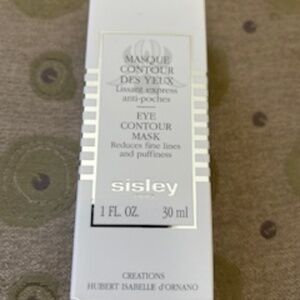 MASQUE
CONTOUR
DES YEUX
Lissant express
anti-poches
EYE
CONTOUR
MASK
Reduces fine lines
and puffiness
sisley
1 FL. OZ. 30 ml
CREATIONS
HUBERT ISABELLE d'ORNANO